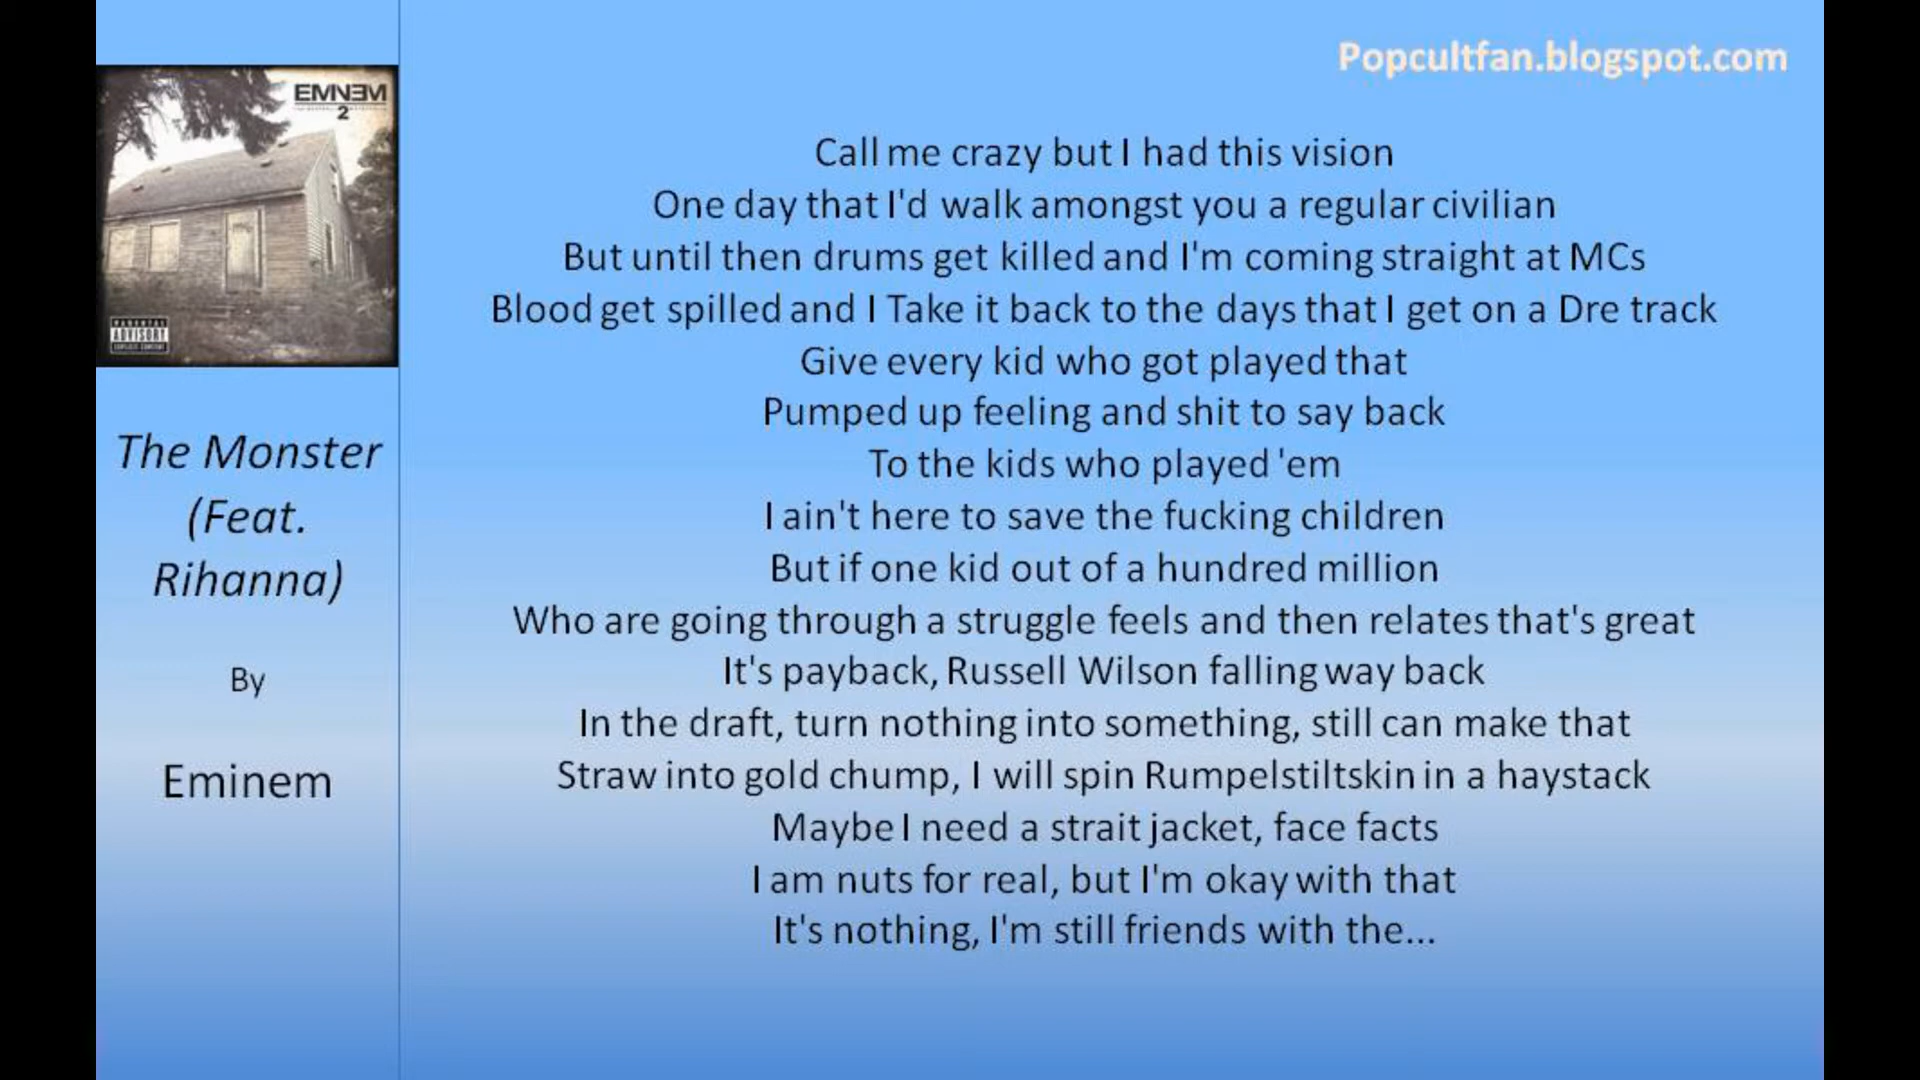 Popcultfan.blogspot.com
EMINEM
2
PARENTAL
ADVISORY
EXPLICIT CONTENT
The Monster
(Feat.
Rihanna)
By
Eminem
Call me crazy but I had this vision
One day that I'd walk amongst you a regular civilian
But until then drums get killed and I'm coming straight at MCs
Blood get spilled and I Take it back to the days that I get on a Dre track
Give every kid who got played that
Pumped up feeling and shit to say back
To the kids who played 'em
I ain't here to save the fucking children
But if one kid out of a hundred million
Who are going through a struggle feels and then relates that's great
It's payback, Russell Wilson falling way back
In the draft, turn nothing into something, still can make that
Straw into gold chump, I will spin Rumpelstiltskin in a haystack
Maybe I need a strait jacket, face facts
I am nuts for real, but I'm okay with that
It's nothing, I'm still friends with the...